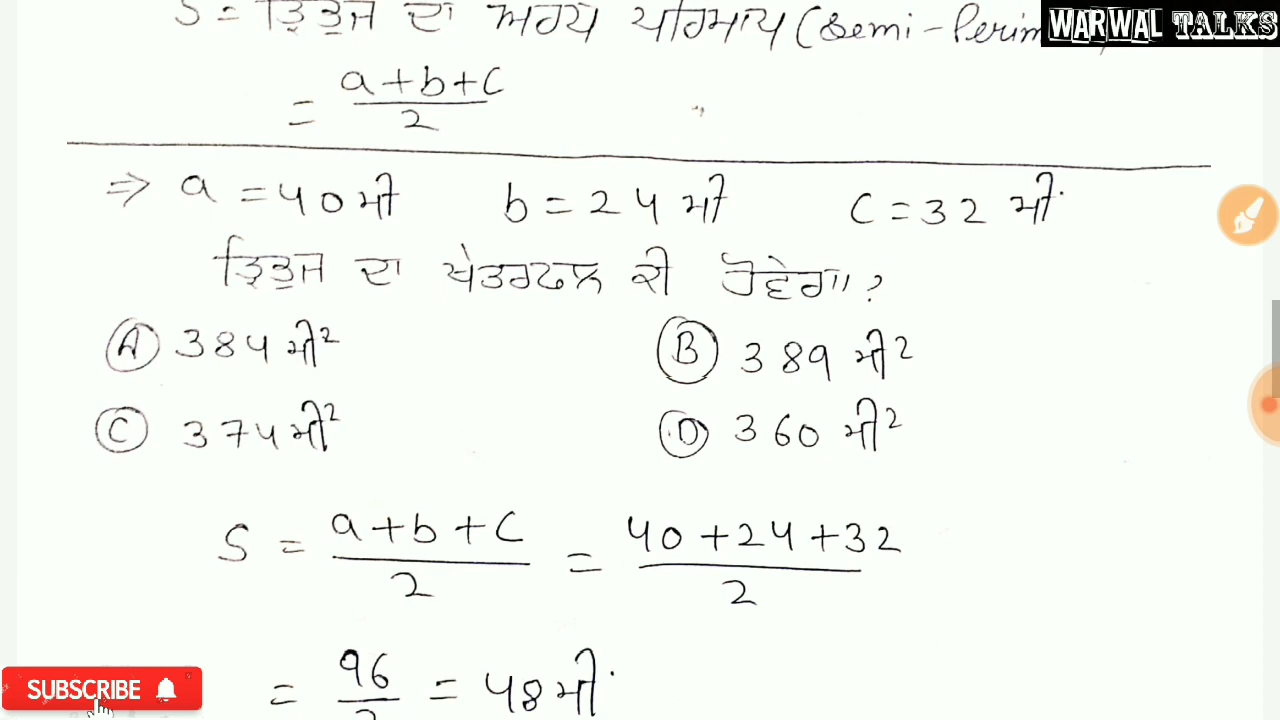 S = ਤ੍ਰਿਭੁਜ ਦਾ ਅਰਧ ਪਰਿਮਾਪ (Semi-Perim
WARWAL TALKS
= a+b+c/2
⇒ a = 40 ਮੀ b = 24 ਮੀ c = 32 ਮੀ.
ਤ੍ਰਿਭੁਜ ਦਾ ਖੇਤਰਫਲ ਕੀ ਹੋਵੇਗਾ?
(A) 384 ਮੀ² (B) 389 ਮੀ²
(C) 374 ਮੀ² (D) 360 ਮੀ²
S = a+b+c/2 = 40+24+32/2
= 96/2 = 48 ਮੀ.
SUBSCRIBE